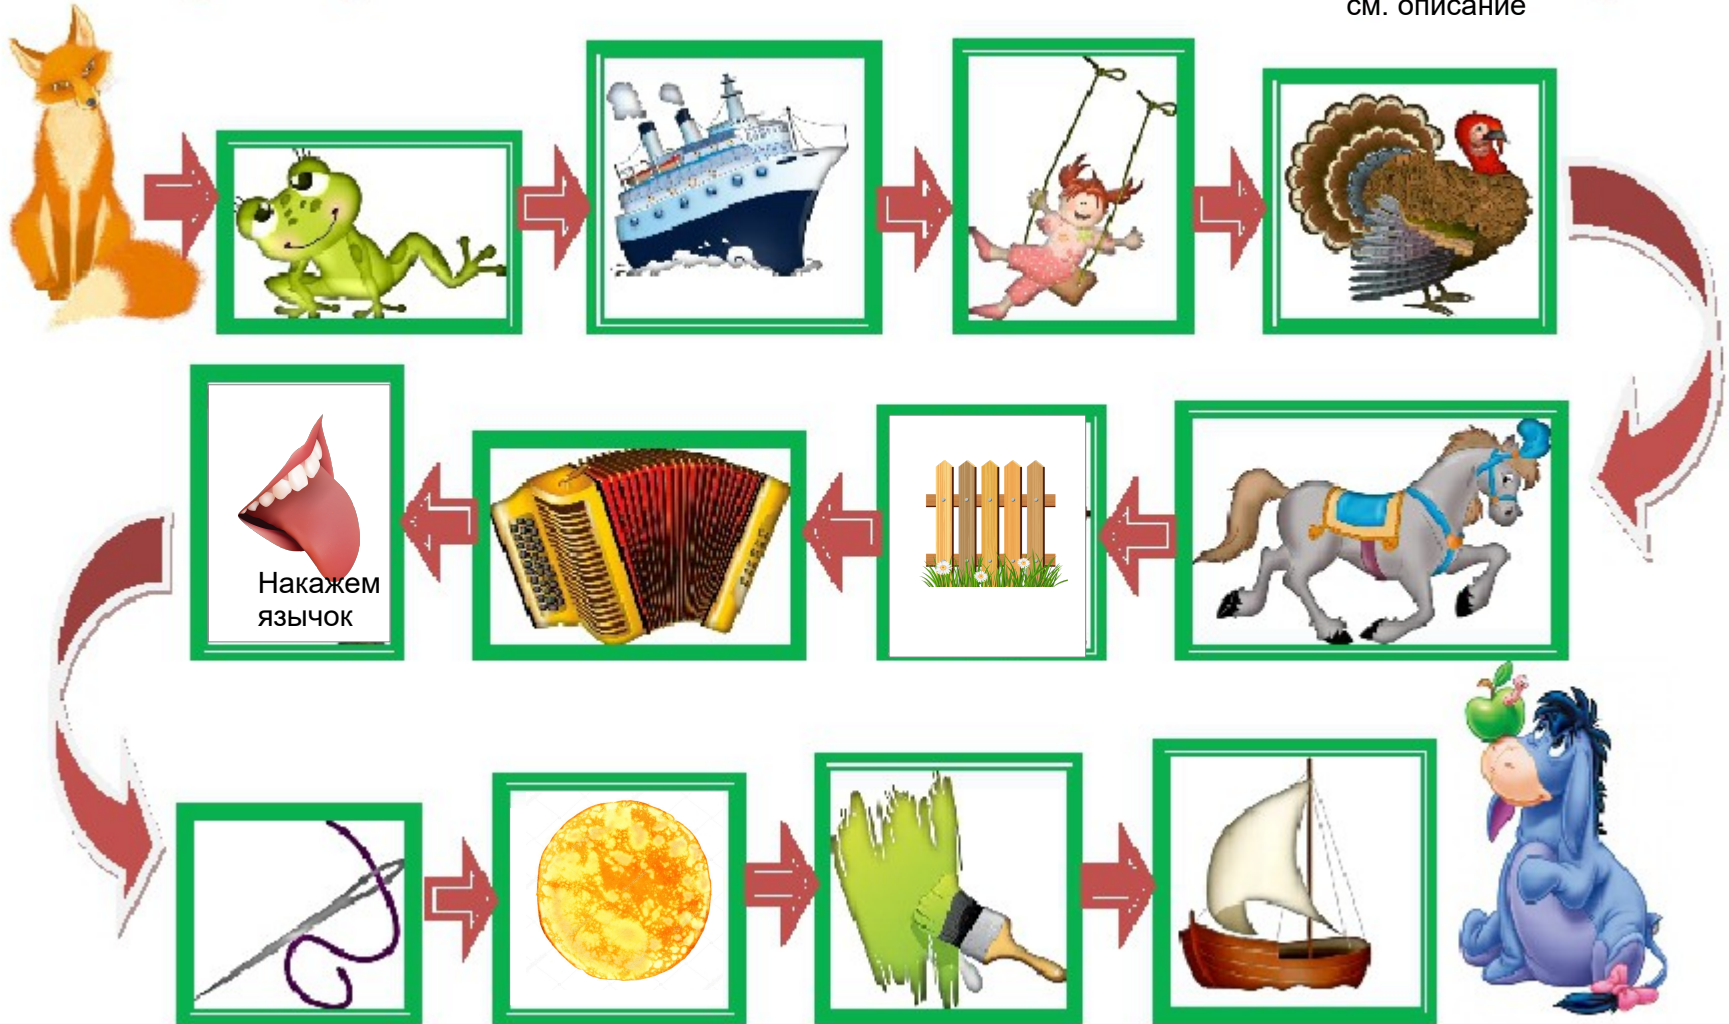 см. описание
Накажем
язычок